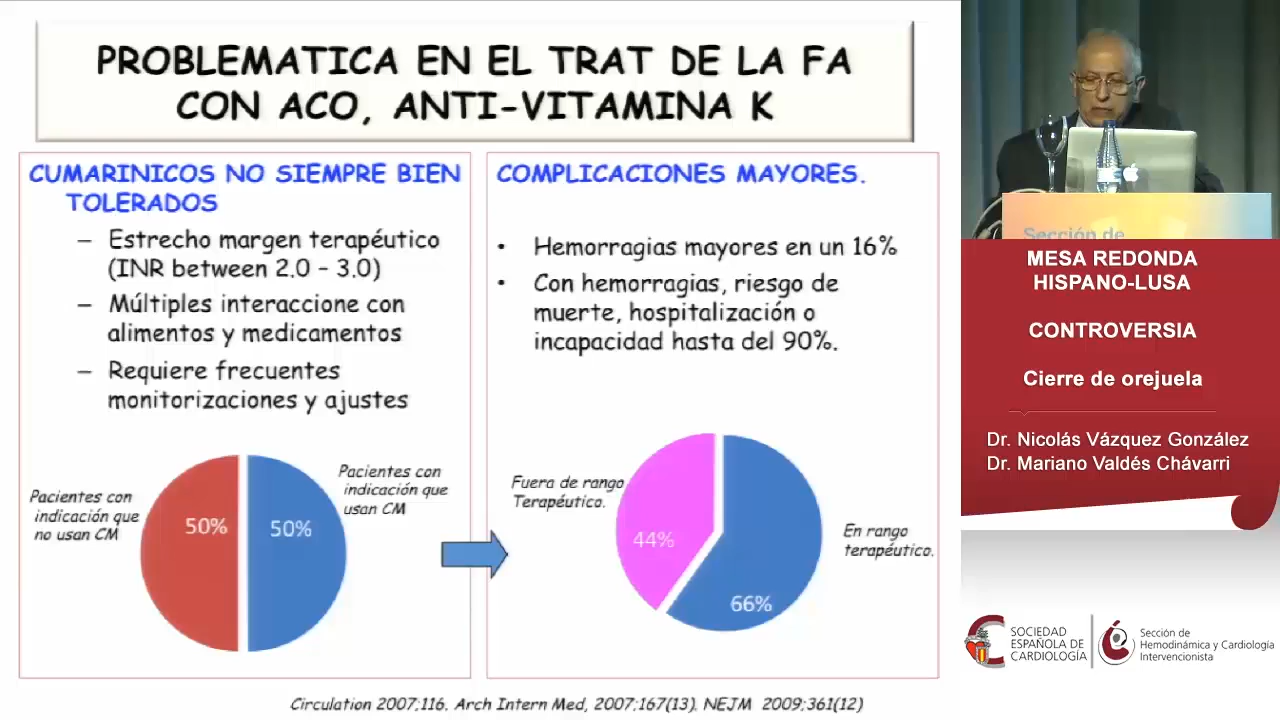 PROBLEMATICA EN EL TRAT DE LA FA
CON ACO, ANTI-VITAMINA K
CUMARINICOS NO SIEMPRE BIEN
TOLERADOS
– Estrecho margen terapéutico
(INR between 2.0 – 3.0)
– Múltiples interaccione con
alimentos y medicamentos
– Requiere frecuentes
monitorizaciones y ajustes
Pacientes con
indicación que
no usan CM
50%
50%
Pacientes con
indicación que
usan CM
COMPLICACIONES MAYORES.
• Hemorragias mayores en un 16%
• Con hemorragias, riesgo de
muerte, hospitalización o
incapacidad hasta del 90%.
Fuera de rango
Terapéutico.
44%
66%
En rango
terapéutico.
Circulation 2007;116. Arch Intern Med, 2007;167(13). NEJM 2009;361(12)
Sección de
MESA REDONDA
HISPANO-LUSA
CONTROVERSIA
Cierre de orejuela
Dr. Nicolás Vázquez González
Dr. Mariano Valdés Chávarri
SOCIEDAD
ESPAÑOLA DE
CARDIOLOGÍA
Sección de
Hemodinámica y Cardiología
Intervencionista